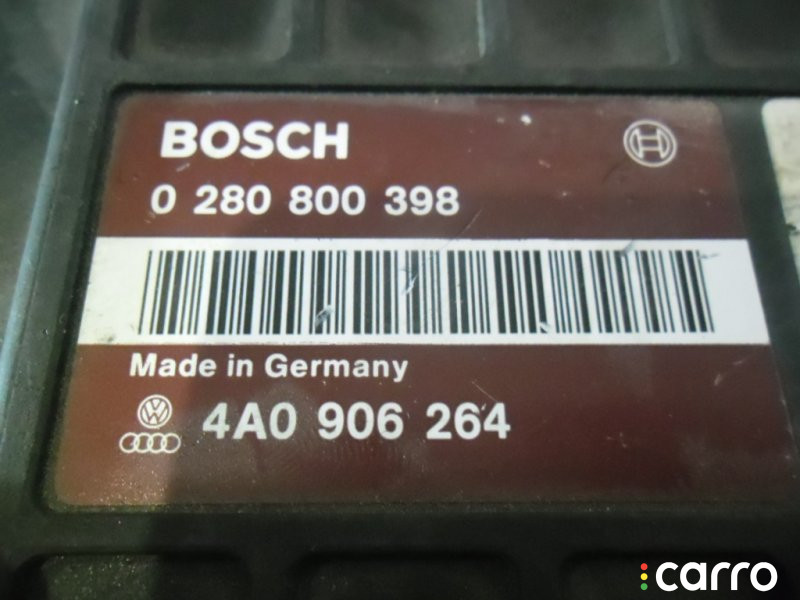 BOSCH
0 280 800 398
Made in Germany
4A0 906 264
carro